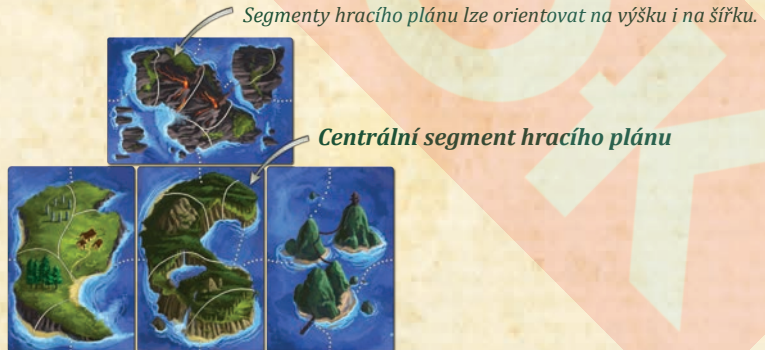 Segmenty hracího plánu lze orientovat na výšku i na šířku.
Centrální segment hracího plánu